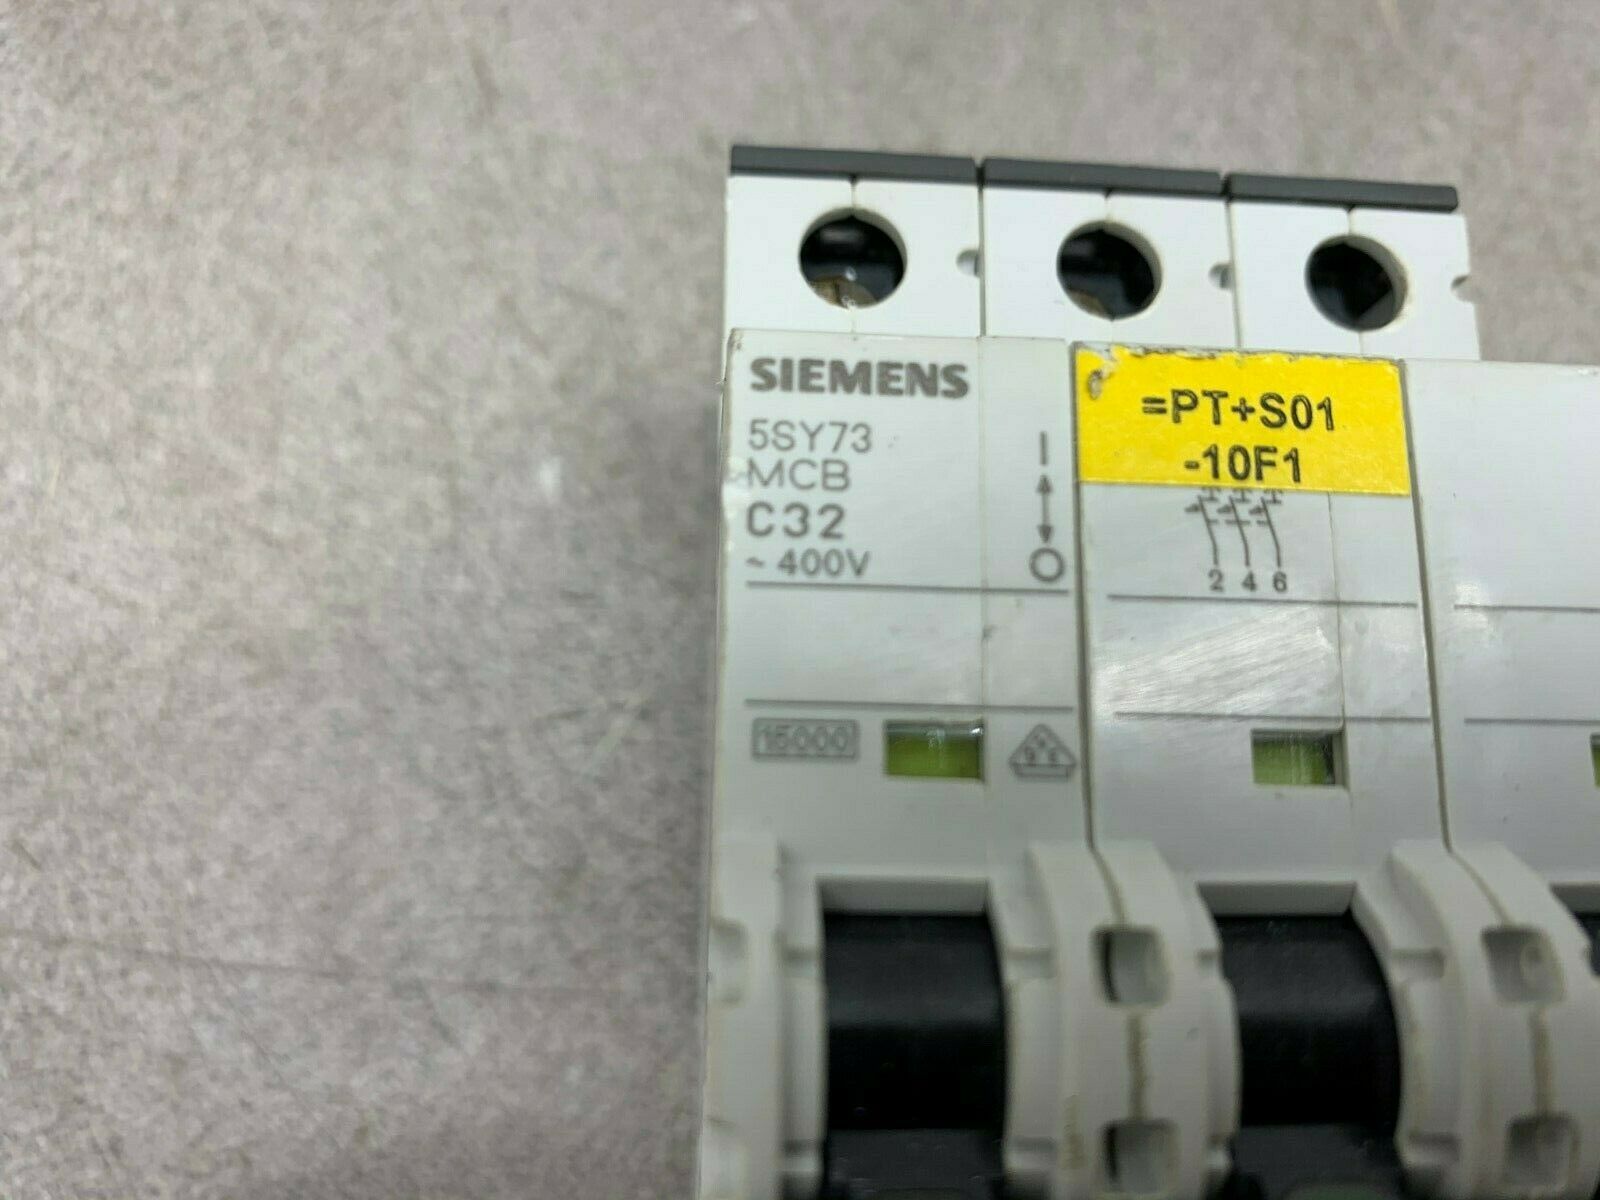 SIEMENS
5SY73
MCB
C32
~ 400V
I
O
=PT+S01
-10F1
2 4 6
15000